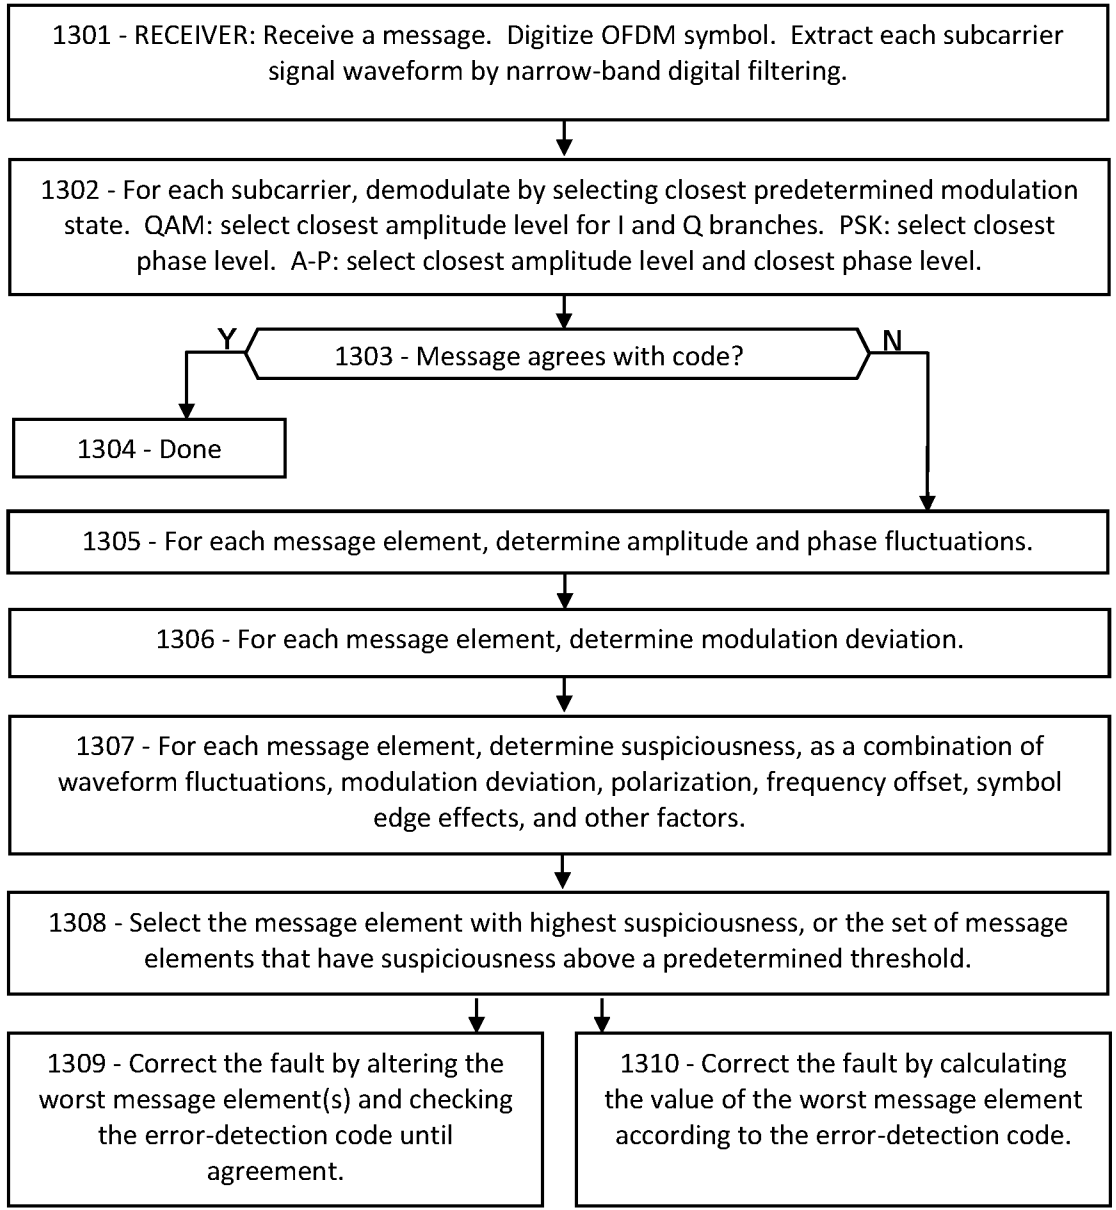 1301 - RECEIVER: Receive a message.  Digitize OFDM symbol.  Extract each subcarrier
signal waveform by narrow-band digital filtering.
1302 - For each subcarrier, demodulate by selecting closest predetermined modulation
state.  QAM: select closest amplitude level for I and Q branches.  PSK: select closest
phase level.  A-P: select closest amplitude level and closest phase level.
Y
N
1303 - Message agrees with code?
1304 - Done
1305 - For each message element, determine amplitude and phase fluctuations.
1306 - For each message element, determine modulation deviation.
1307 - For each message element, determine suspiciousness, as a combination of
waveform fluctuations, modulation deviation, polarization, frequency offset, symbol
edge effects, and other factors.
1308 - Select the message element with highest suspiciousness, or the set of message
elements that have suspiciousness above a predetermined threshold.
1309 - Correct the fault by altering the
worst message element(s) and checking
the error-detection code until
agreement.
1310 - Correct the fault by calculating
the value of the worst message element
according to the error-detection code.